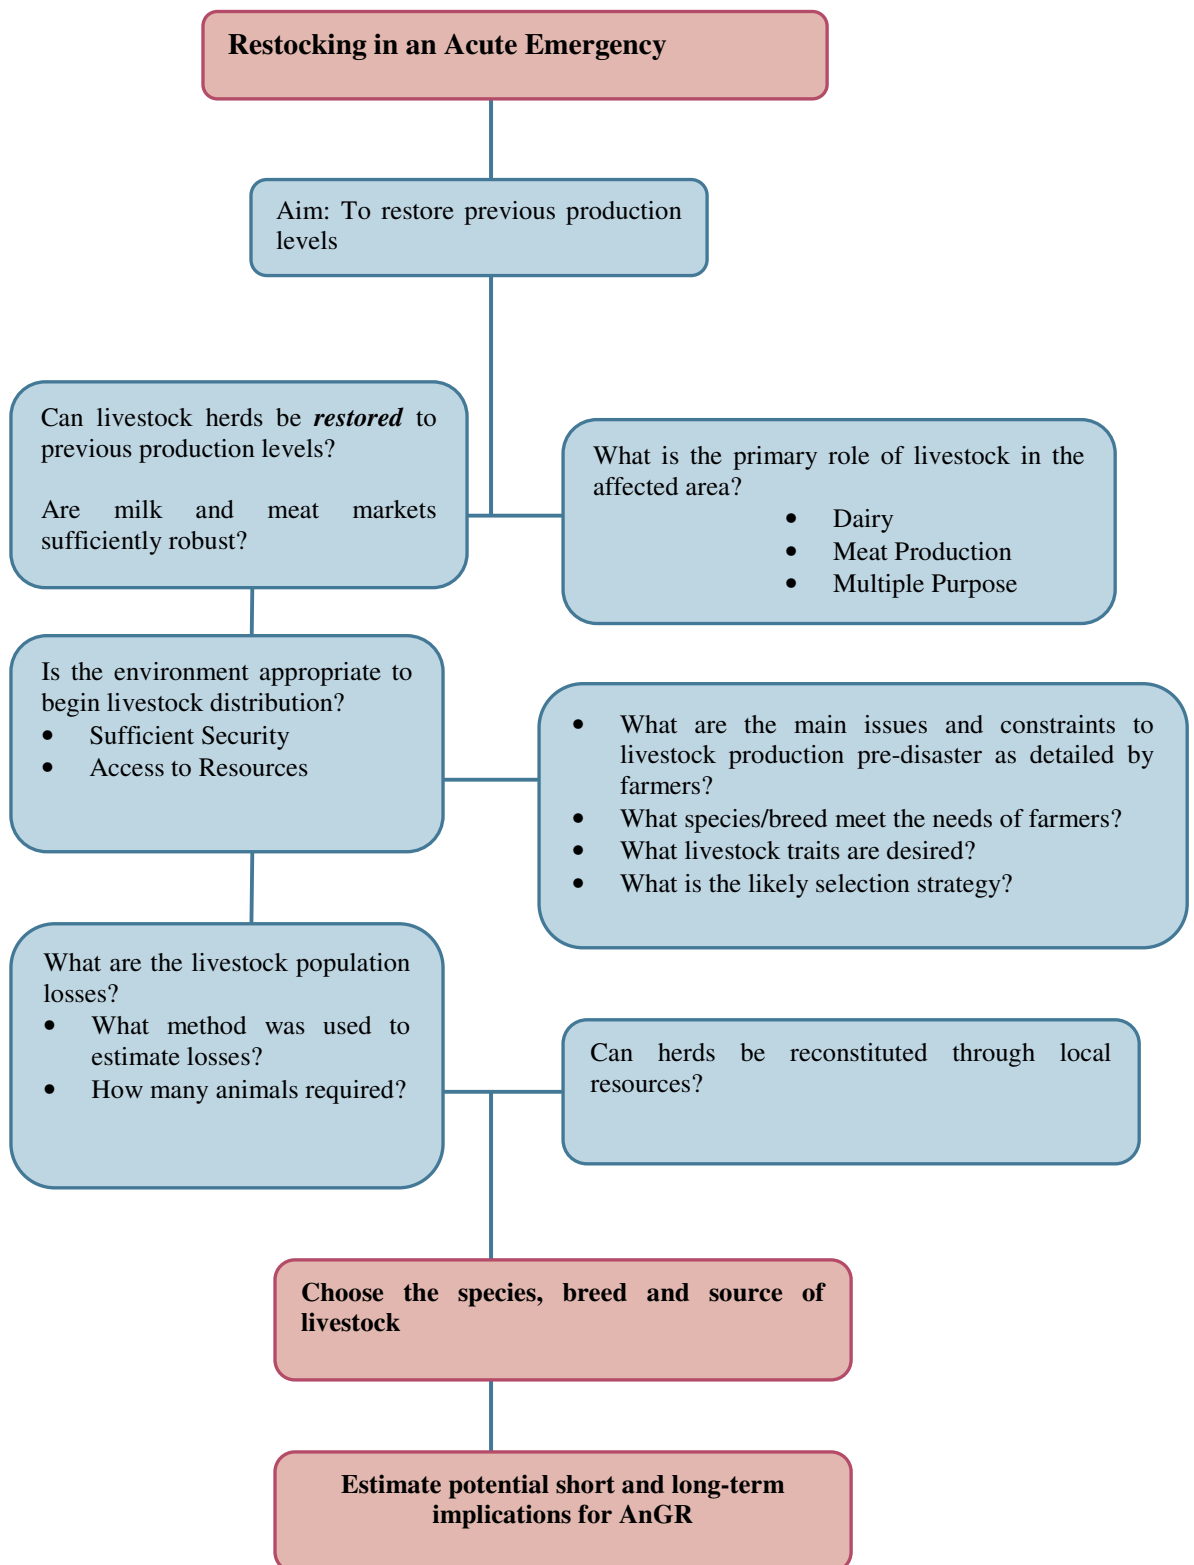 Restocking in an Acute Emergency
Aim: To restore previous production
levels
Can livestock herds be restored to
previous production levels?
Are milk and meat markets
sufficiently robust?
What is the primary role of livestock in the
affected area?
• Dairy
• Meat Production
• Multiple Purpose
Is the environment appropriate to
begin livestock distribution?
• Sufficient Security
• Access to Resources
• What are the main issues and constraints to
livestock production pre-disaster as detailed by
farmers?
• What species/breed meet the needs of farmers?
• What livestock traits are desired?
• What is the likely selection strategy?
What are the livestock population
losses?
• What method was used to
estimate losses?
• How many animals required?
Can herds be reconstituted through local
resources?
Choose the species, breed and source of
livestock
Estimate potential short and long-term
implications for AnGR